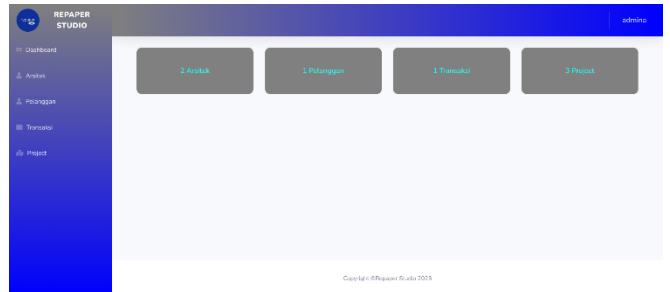 REPAPER
STUDIO
admina
Dashboard
Arsitek
Pelanggan
Transaksi
Project
2 Arsitek
1 Pelanggan
1 Transaksi
3 Project
Copyright ©Repaper Studio 2023